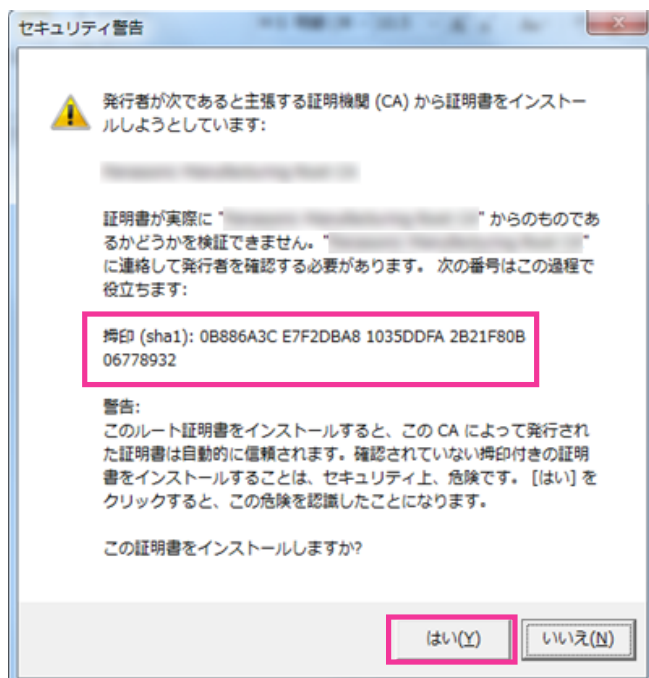 セキュリティ警告
発行者が次であると主張する証明機関 (CA) から証明書をインストー
ルしようとしています:
証明書が実際に " " からのものであ
るかどうかを検証できません。" "
に連絡して発行者を確認する必要があります。 次の番号はこの過程で
役立ちます:
拇印 (sha1): 0B886A3C E7F2DBA8 1035DDFA 2B21F80B
06778932
警告:
このルート証明書をインストールすると、この CA によって発行され
た証明書は自動的に信頼されます。確認されていない拇印付きの証明
書をインストールすることは、セキュリティ上、危険です。 [はい] を
クリックすると、この危険を認識したことになります。
この証明書をインストールしますか?
はい(Y)
いいえ(N)